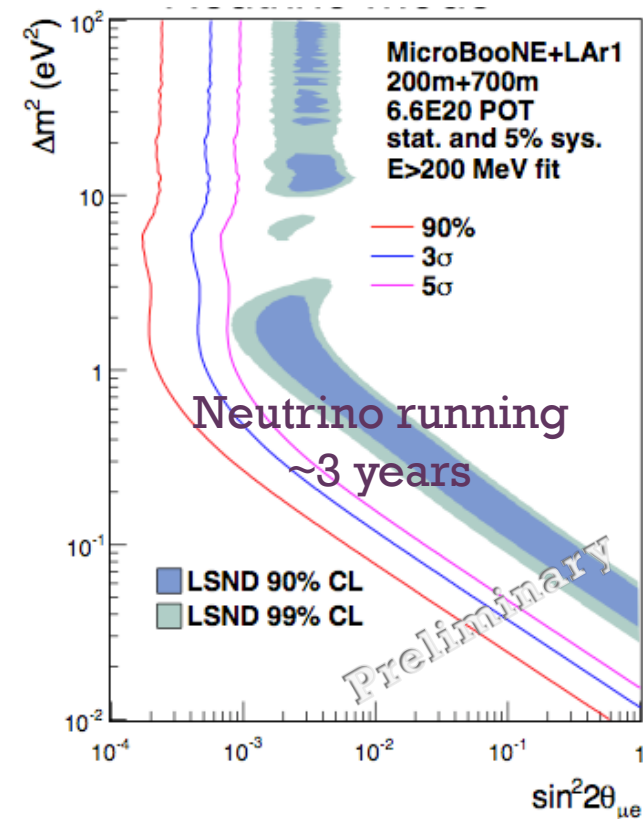 10²
Δm² (eV²)
MicroBooNE+LAr1
200m+700m
6.6E20 POT
stat. and 5% sys.
E>200 MeV fit
10
90%
3σ
5σ
1
Neutrino running
~3 years
10⁻¹
LSND 90% CL
LSND 99% CL
Preliminary
10⁻²
10⁻⁴ 10⁻³ 10⁻² 10⁻¹ 1
sin²2θμe